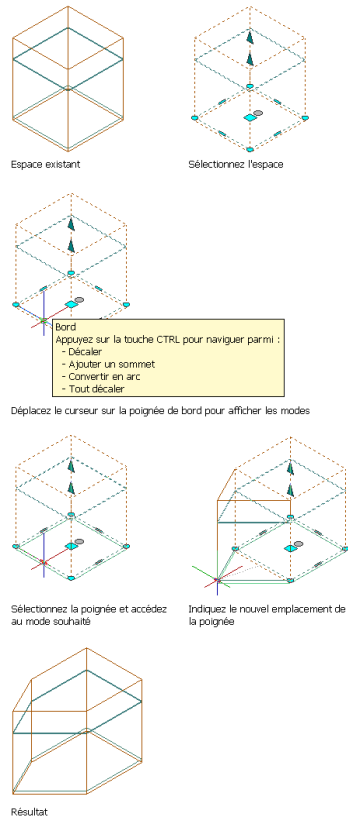 Espace existant
Sélectionnez l'espace
Bord
Appuyez sur la touche CTRL pour naviguer parmi :
- Décaler
- Ajouter un sommet
- Convertir en arc
- Tout décaler
Déplacez le curseur sur la poignée de bord pour afficher les modes
Sélectionnez la poignée et accédez
au mode souhaité
Indiquez le nouvel emplacement de
la poignée
Résultat